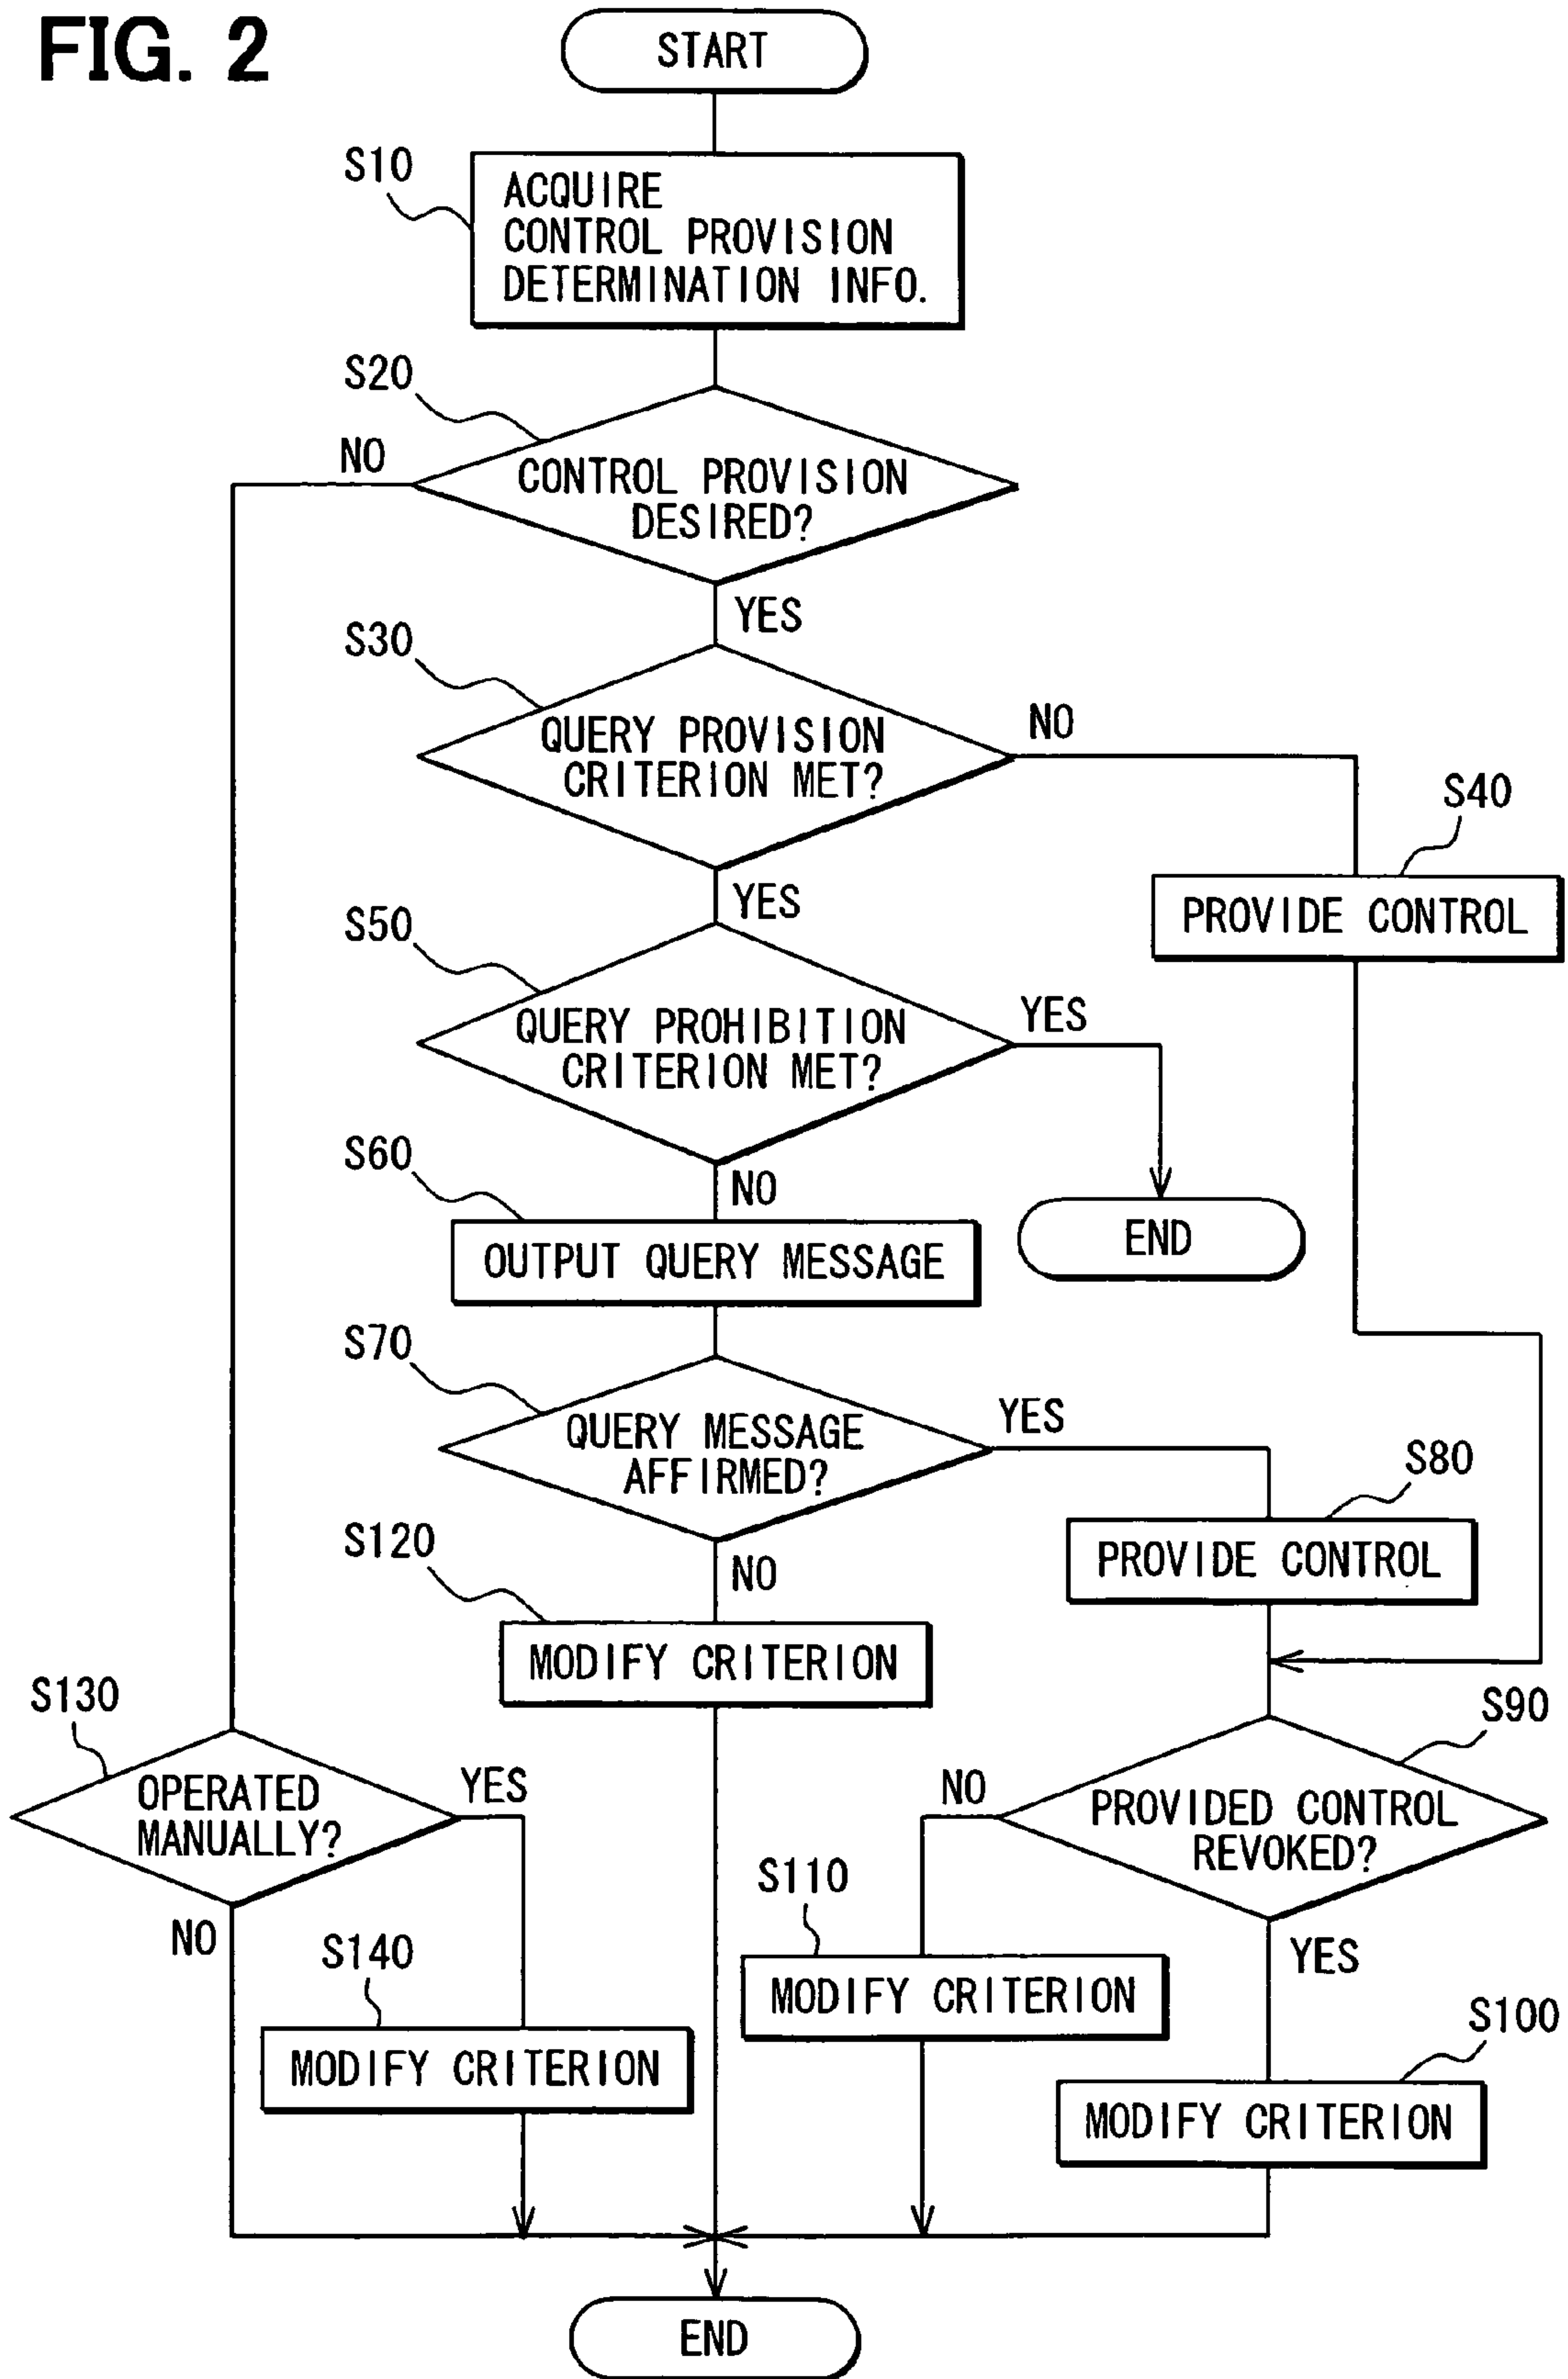 FIG. 2
START
S10
ACQUIRE
CONTROL PROVISION
DETERMINATION INFO.
S20
NO
CONTROL PROVISION
DESIRED?
YES
S30
QUERY PROVISION
CRITERION MET?
NO
S40
PROVIDE CONTROL
YES
S50
QUERY PROHIBITION
CRITERION MET?
YES
END
S60
NO
OUTPUT QUERY MESSAGE
S70
QUERY MESSAGE
AFFIRMED?
YES
S80
PROVIDE CONTROL
S120
NO
MODIFY CRITERION
S130
OPERATED
MANUALLY?
YES
NO
S140
MODIFY CRITERION
S90
PROVIDED CONTROL
REVOKED?
NO
S110
MODIFY CRITERION
YES
S100
MODIFY CRITERION
END